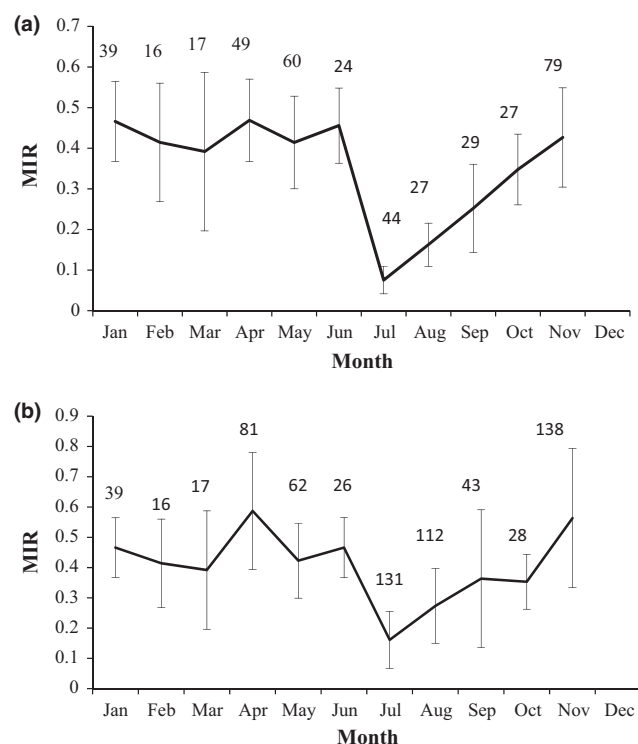 (a)
0.7
0.6
0.5
0.4
0.3
0.2
0.1
0
MIR
39 16 17 49 60 24 44 27 29 27 79
Jan Feb Mar Apr May Jun Jul Aug Sep Oct Nov Dec
Month
(b)
0.9
0.8
0.7
0.6
0.5
0.4
0.3
0.2
0.1
0
MIR
39 16 17 81 62 26 131 112 43 28 138
Jan Feb Mar Apr May Jun Jul Aug Sep Oct Nov Dec
Month